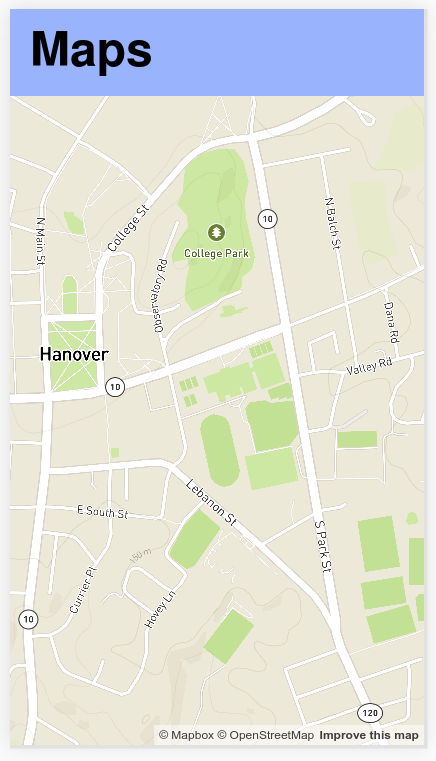 Maps
N Main St
College St
N Balch St
10
College Park
Observatory Rd
Dana Rd
Hanover
Valley Rd
10
Lebanon St
E South St
S Park St
150 m
Currier Pl
Hovey Ln
10
120
© Mapbox © OpenStreetMap Improve this map